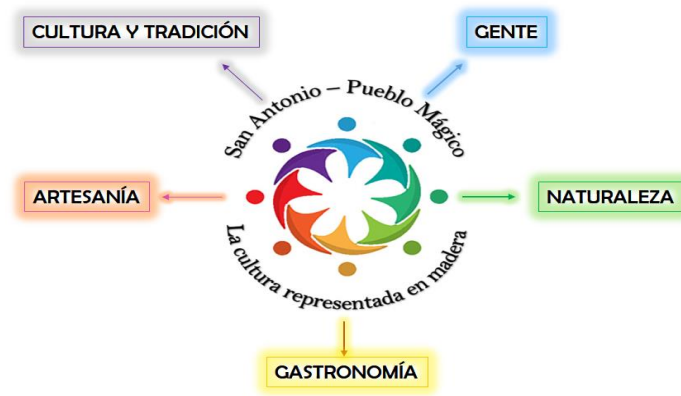 CULTURA Y TRADICIÓN
GENTE
San Antonio – Pueblo Mágico
ARTESANÍA
NATURALEZA
La cultura representada en madera
GASTRONOMÍA